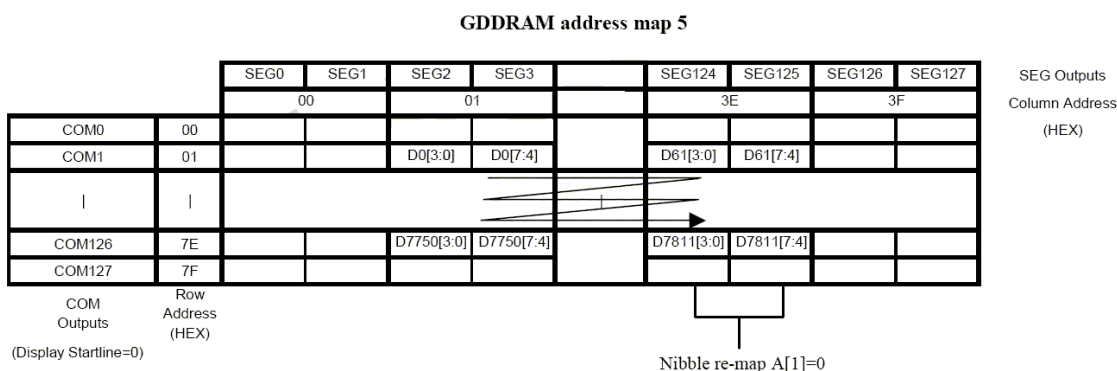 GDDRAM address map 5
SEG0 SEG1 SEG2 SEG3 SEG124 SEG125 SEG126 SEG127 SEG Outputs
00 01 3E 3F Column Address
(HEX)
COM0 00
COM1 01 D0[3:0] D0[7:4] D61[3:0] D61[7:4]
| | |
COM126 7E D7750[3:0] D7750[7:4] D7811[3:0] D7811[7:4]
COM127 7F
COM
Outputs
(Display Startline=0)
Row
Address
(HEX)
Nibble re-map A[1]=0